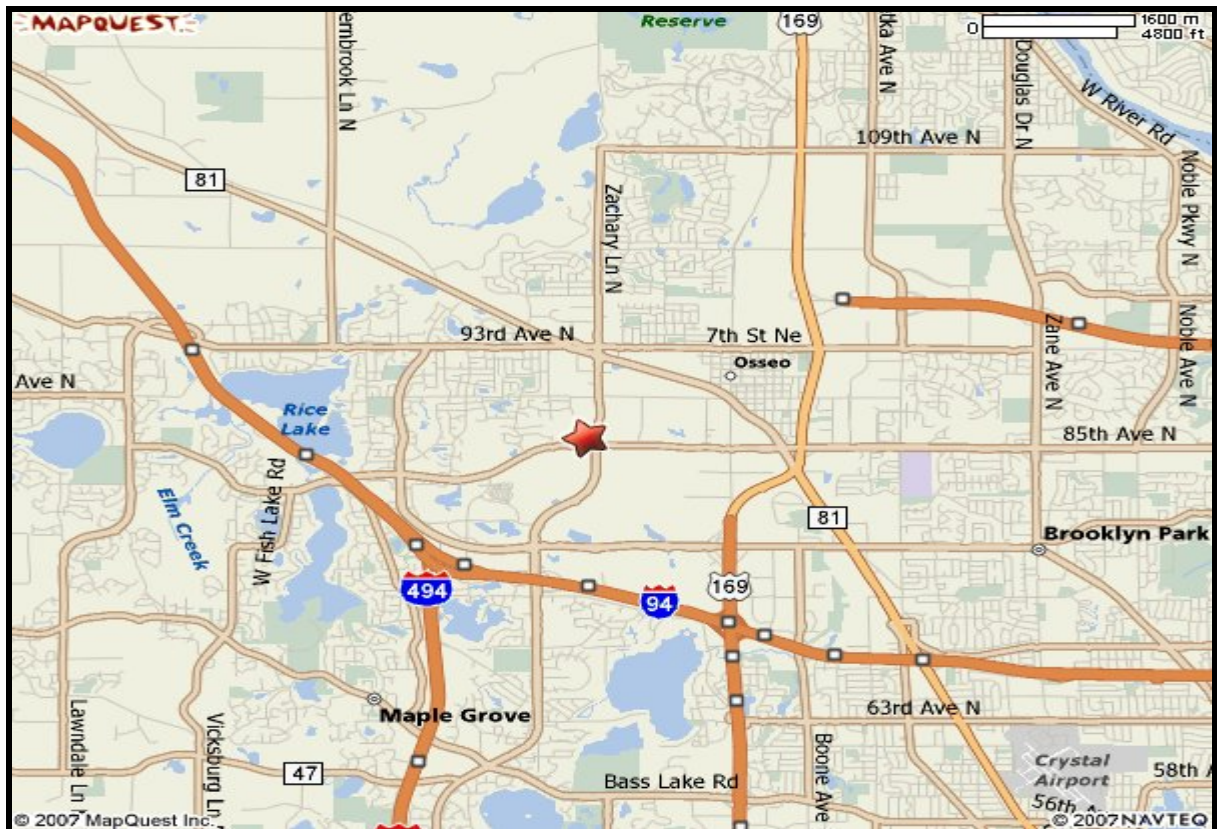 MAPQUEST
Reserve
169
0
1600 m
4800 ft
ernbrook Ln N
tka Ave N
Douglas Dr N
W River Rd
109th Ave N
Noble Pkwy N
81
Zachary Ln N
93rd Ave N
7th St Ne
Osseo
Zane Ave N
Noble Ave N
Ave N
Rice
Lake
85th Ave N
W Fish Lake Rd
Elm Creek
81
Brooklyn Park
494
94
169
Maple Grove
63rd Ave N
Lawndale Ln N
Vicksburg Ln
47
Bass Lake Rd
Boone Ave
Crystal
Airport
58th
56th
© 2007 MapQuest Inc.
© 2007 NAVTEQ